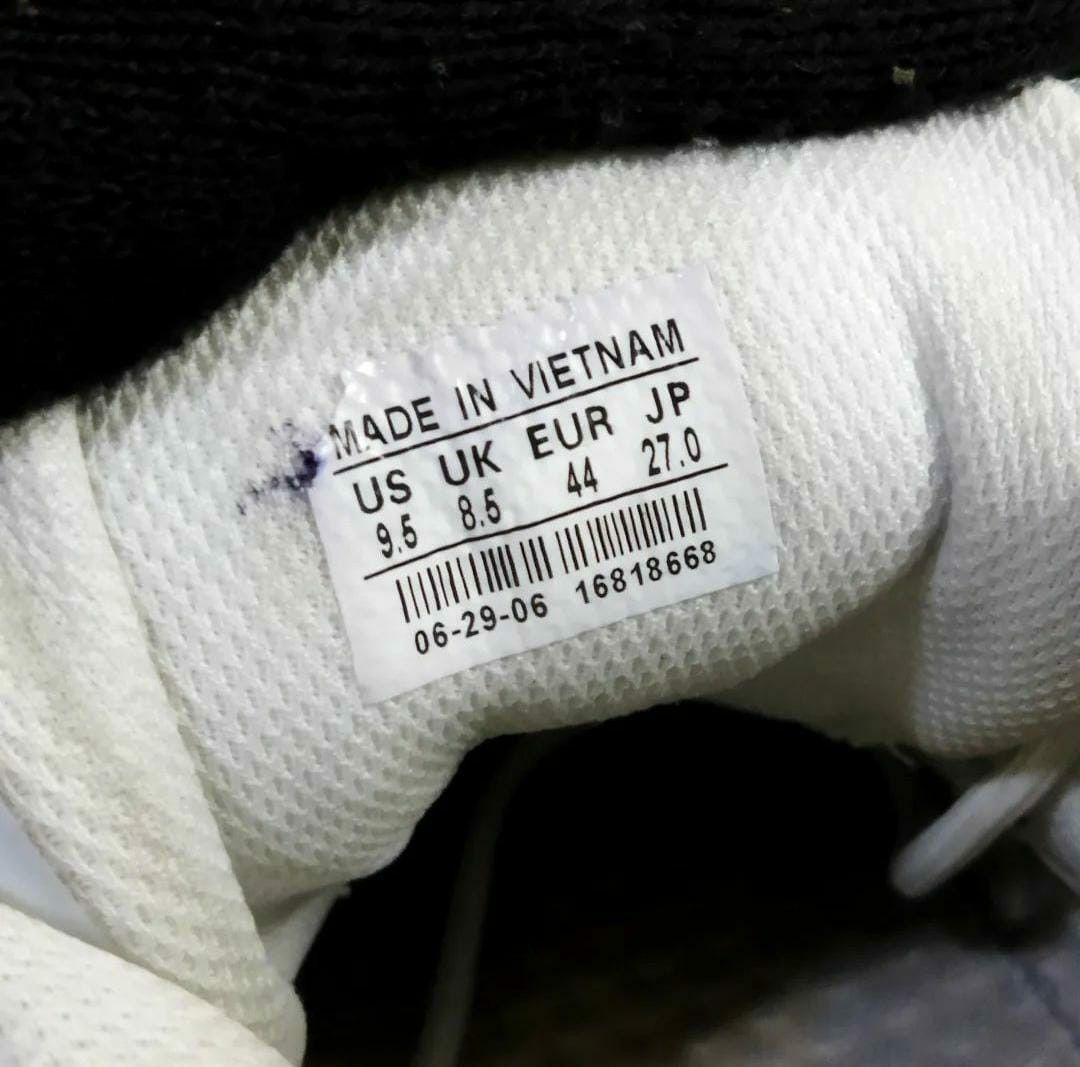 MADE IN VIETNAM
US UK EUR JP
9.5 8.5 44 27.0
06-29-06 16818668